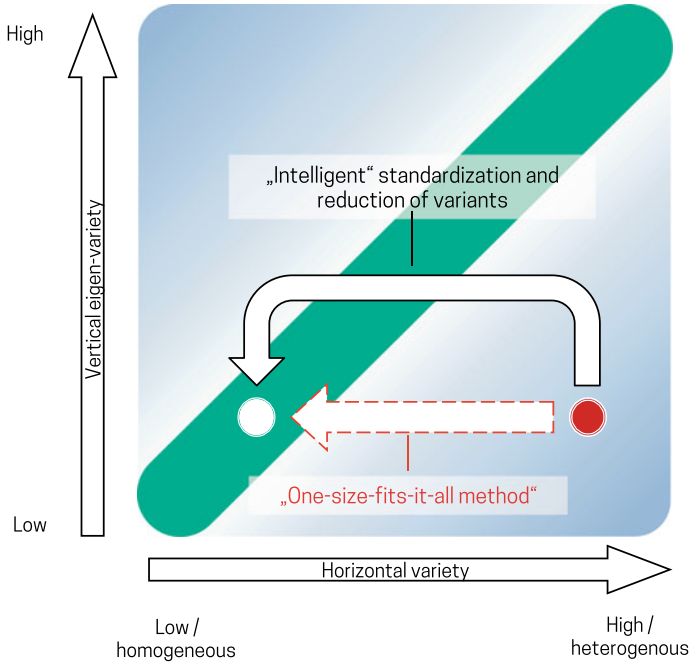 High
„Intelligent“ standardization and
reduction of variants
Vertical eigen-variety
„One-size-fits-it-all method“
Low
Horizontal variety
Low /
homogeneous
High /
heterogenous